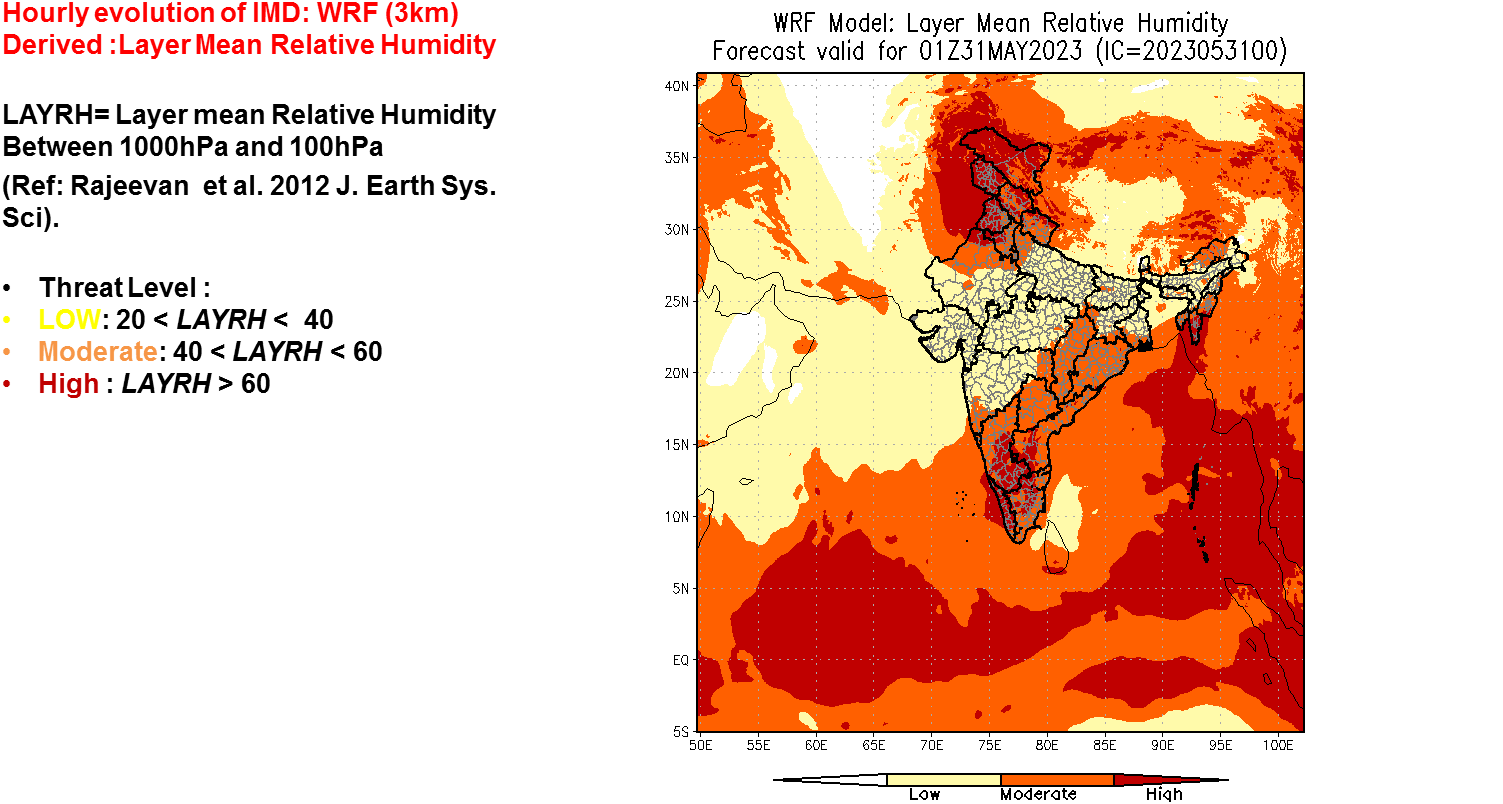 Hourly evolution of IMD: WRF (3km)
Derived :Layer Mean Relative Humidity
LAYRH= Layer mean Relative Humidity
Between 1000hPa and 100hPa
(Ref: Rajeevan et al. 2012 J. Earth Sys.
Sci).
• Threat Level :
• LOW: 20 < LAYRH < 40
• Moderate: 40 < LAYRH < 60
• High : LAYRH > 60
WRF Model: Layer Mean Relative Humidity
Forecast valid for 01Z31MAY2023 (IC=2023053100)
40N
35N
30N
25N
20N
15N
10N
5N
EQ
5S
50E 55E 60E 65E 70E 75E 80E 85E 90E 95E 100E
Low Moderate High